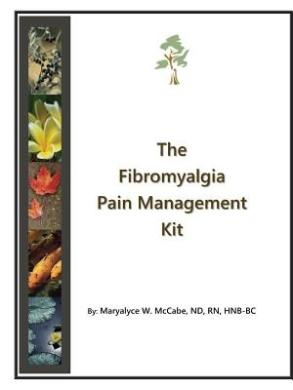 The
Fibromyalgia
Pain Management
Kit
By: Maryalyce W. McCabe, ND, RN, HNB-BC